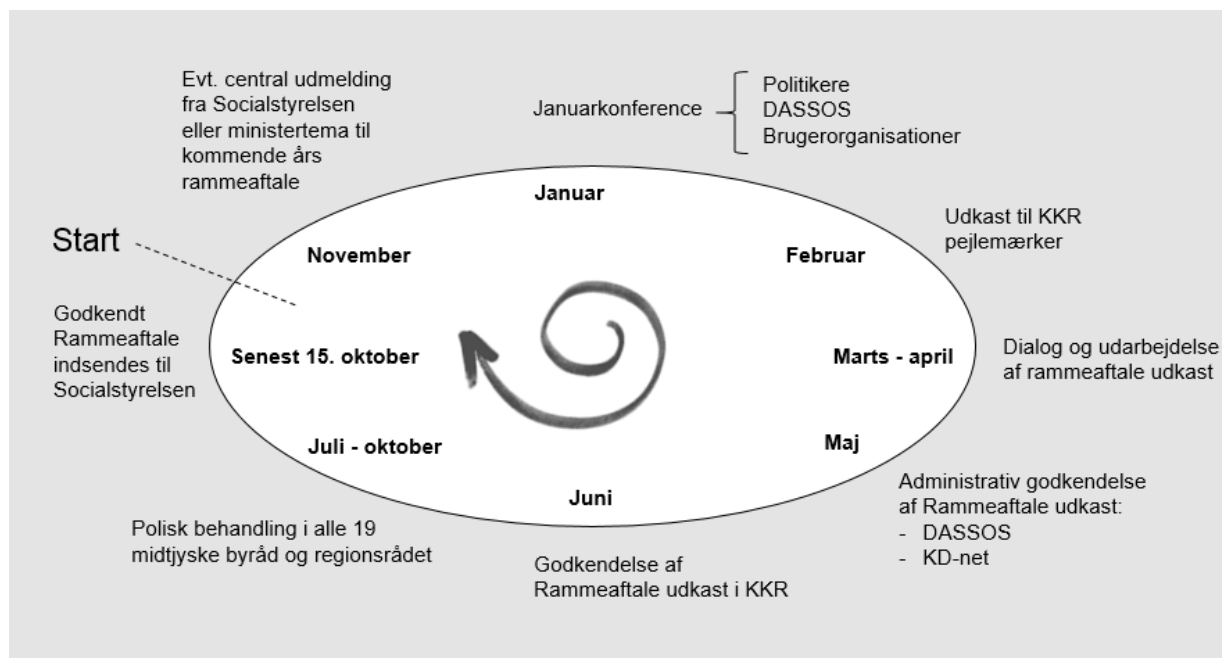 Evt. central udmelding
fra Socialstyrelsen
eller ministertema til
kommende års
rammeaftale
Januarkonference
Politikere
DASSOS
Brugerorganisationer
Januar
Start
November
Februar
Udkast til KKR
pejlemærker
Godkendt
Rammeaftale
indsendes til
Socialstyrelsen
Senest 15. oktober
Marts - april
Dialog og udarbejdelse
af rammeaftale udkast
Juli - oktober
Maj
Juni
Administrativ godkendelse
af Rammeaftale udkast:
- DASSOS
- KD-net
Polisk behandling i alle 19
midtjyske byråd og regionsrådet
Godkendelse af
Rammeaftale udkast i KKR